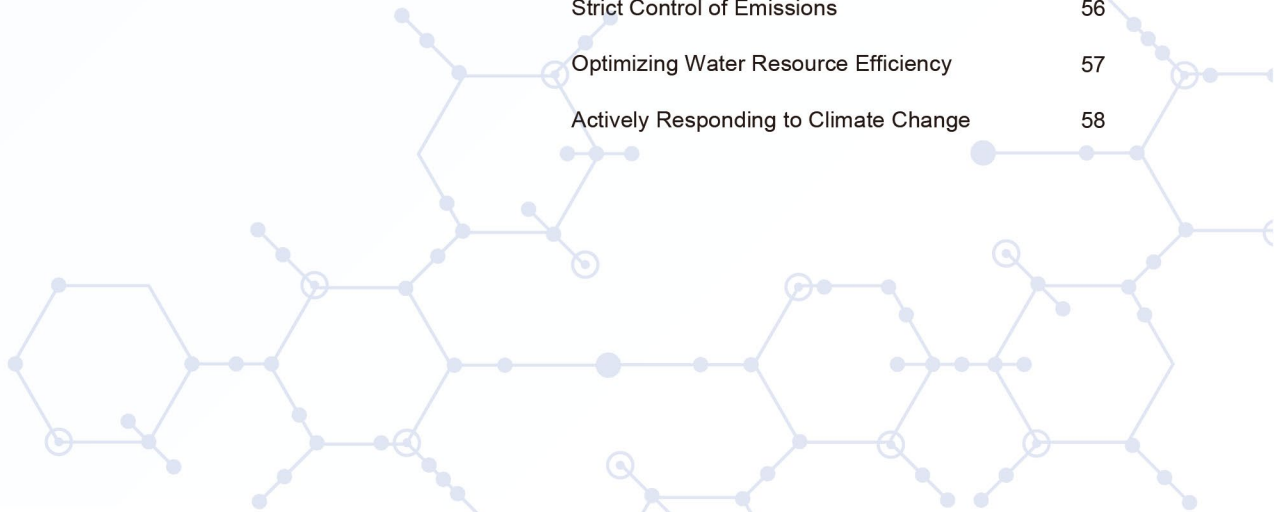 Strict Control of Emissions 56
Optimizing Water Resource Efficiency 57
Actively Responding to Climate Change 58